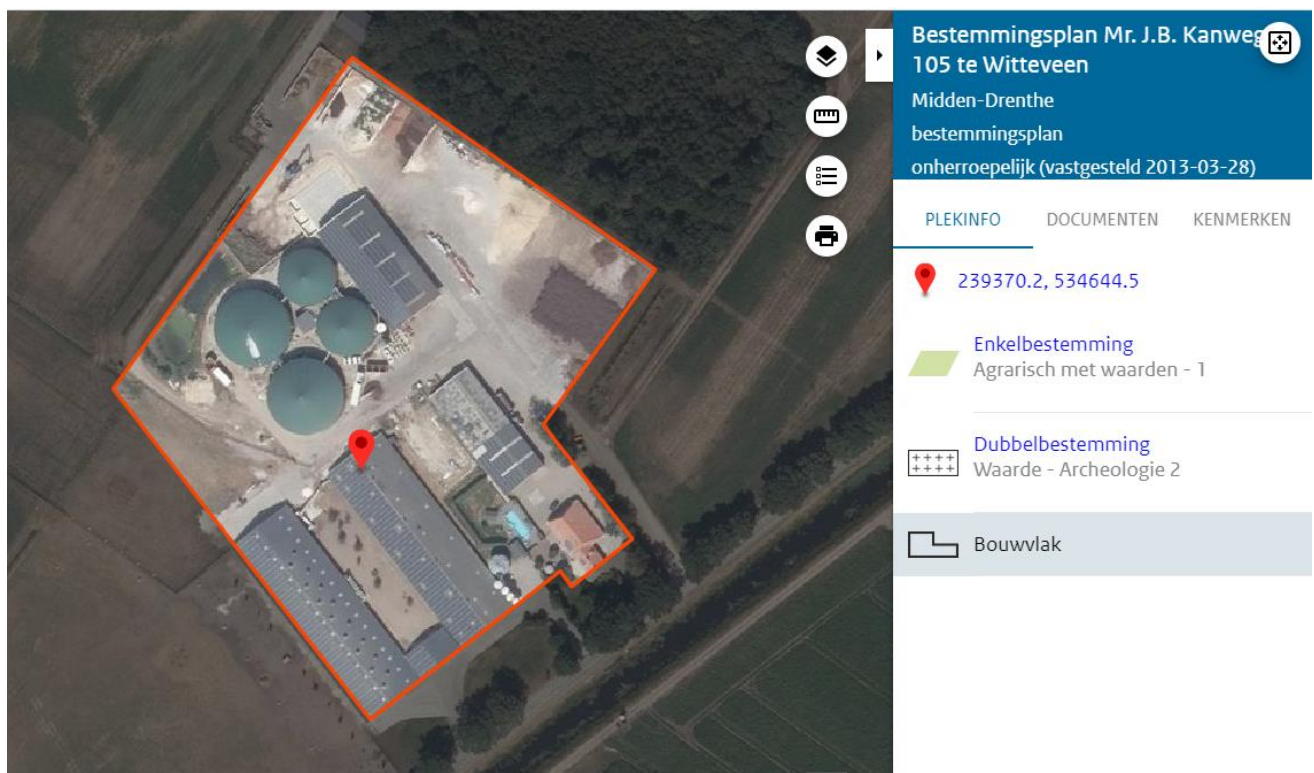 Bestemmingsplan Mr. J.B. Kanweg
105 te Witteveen
Midden-Drenthe
bestemmingsplan
onherroepelijk (vastgesteld 2013-03-28)
PLEKINFO DOCUMENTEN KENMERKEN
239370.2, 534644.5
Enkelbestemming
Agrarisch met waarden - 1
Dubbelbestemming
Waarde - Archeologie 2
Bouwvlak